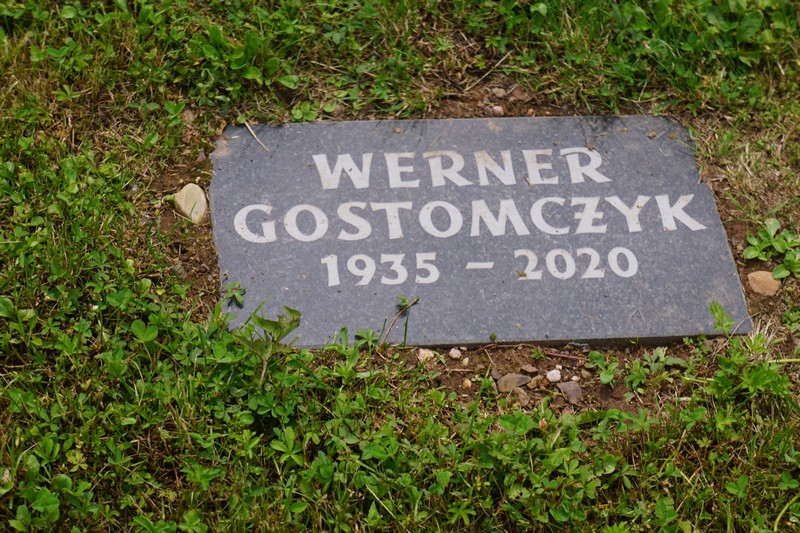 WERNER
GOSTOMCZYK
1935 – 2020